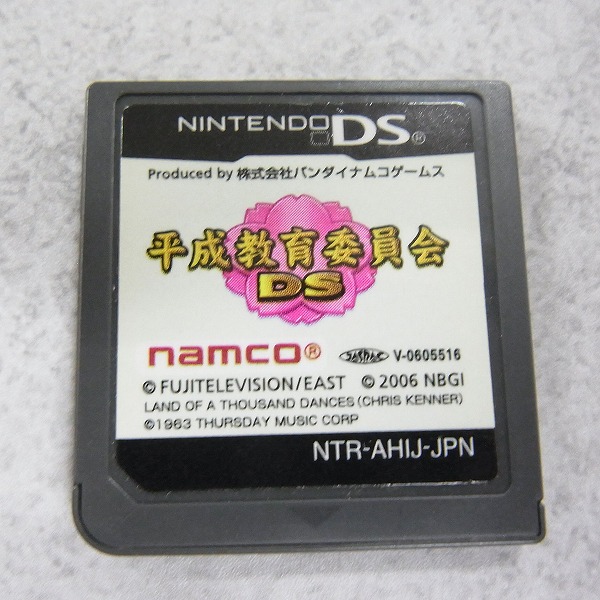 NINTENDO DS®
Produced by 株式会社バンダイナムコゲームス
平成教育委員会
DS
namco®
V-0605516
© FUJITELEVISION/EAST © 2006 NBGI
LAND OF A THOUSAND DANCES (CHRIS KENNER)
©1963 THURSDAY MUSIC CORP
NTR-AHIJ-JPN